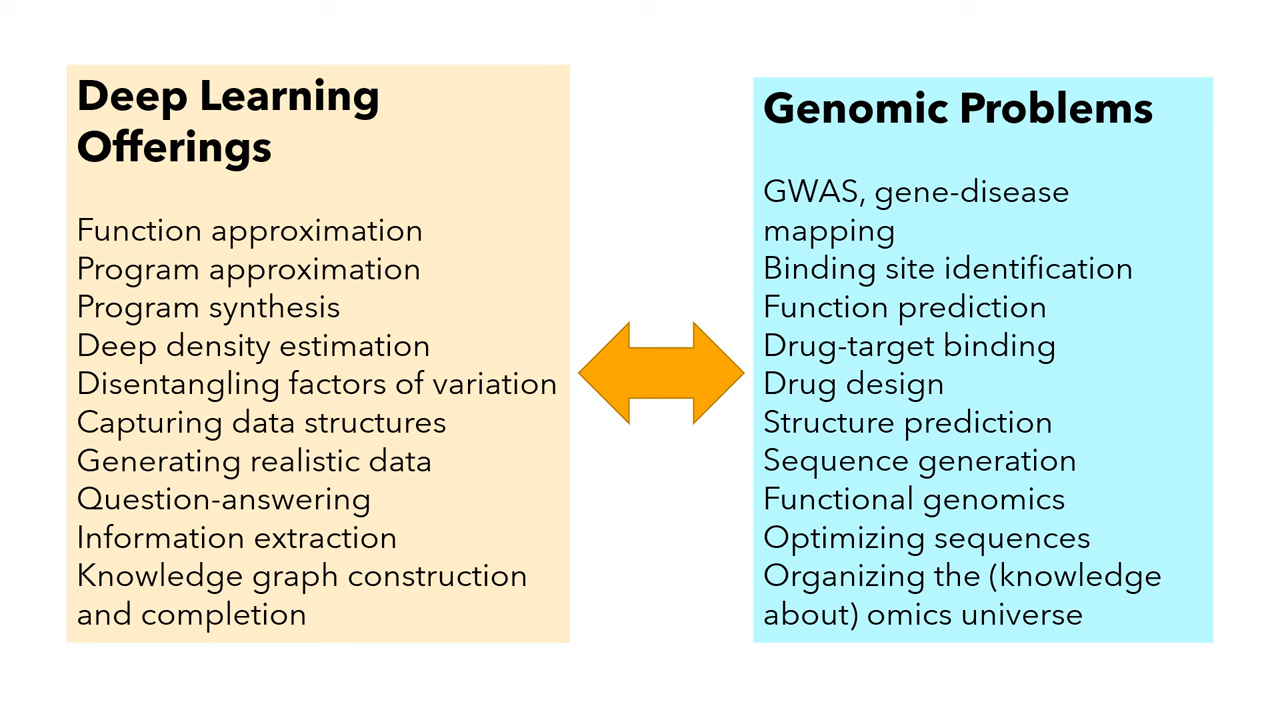 Deep Learning
Offerings
Function approximation
Program approximation
Program synthesis
Deep density estimation
Disentangling factors of variation
Capturing data structures
Generating realistic data
Question-answering
Information extraction
Knowledge graph construction
and completion
Genomic Problems
GWAS, gene-disease
mapping
Binding site identification
Function prediction
Drug-target binding
Drug design
Structure prediction
Sequence generation
Functional genomics
Optimizing sequences
Organizing the (knowledge
about) omics universe